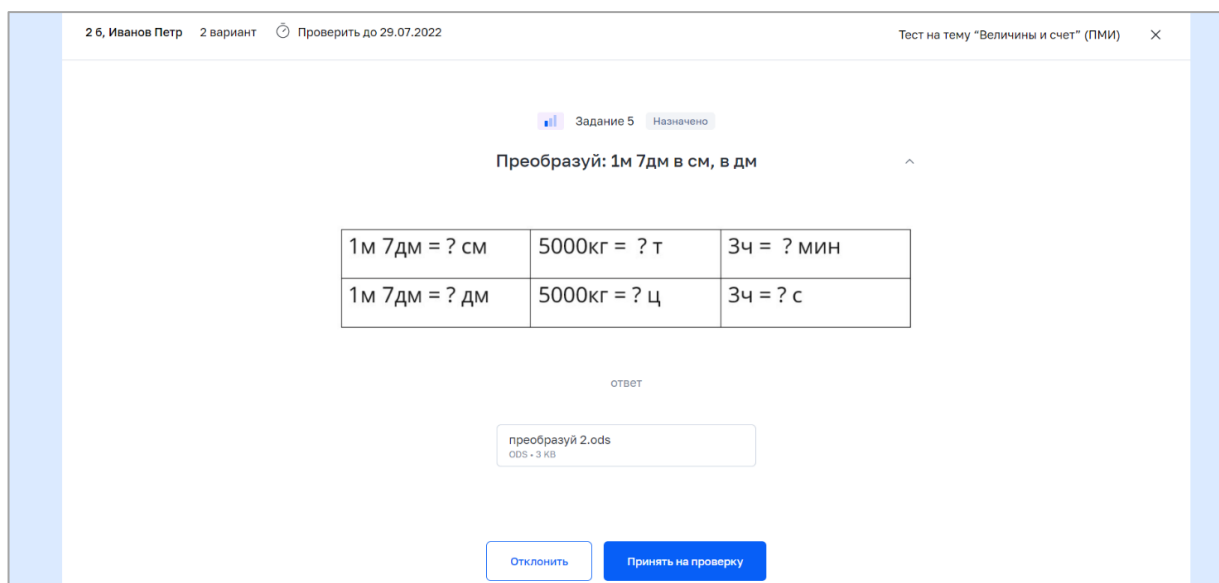 2 б, Иванов Петр 2 вариант Проверить до 29.07.2022 Тест на тему “Величины и счет” (ПМИ)
Задание 5 Назначено
Преобразуй: 1м 7дм в см, в дм
1м 7дм = ? см 5000кг = ? т 3ч = ? мин
1м 7дм = ? дм 5000кг = ? ц 3ч = ? с
ответ
преобразуй 2.ods
ODS • 3 KB
Отклонить Принять на проверку